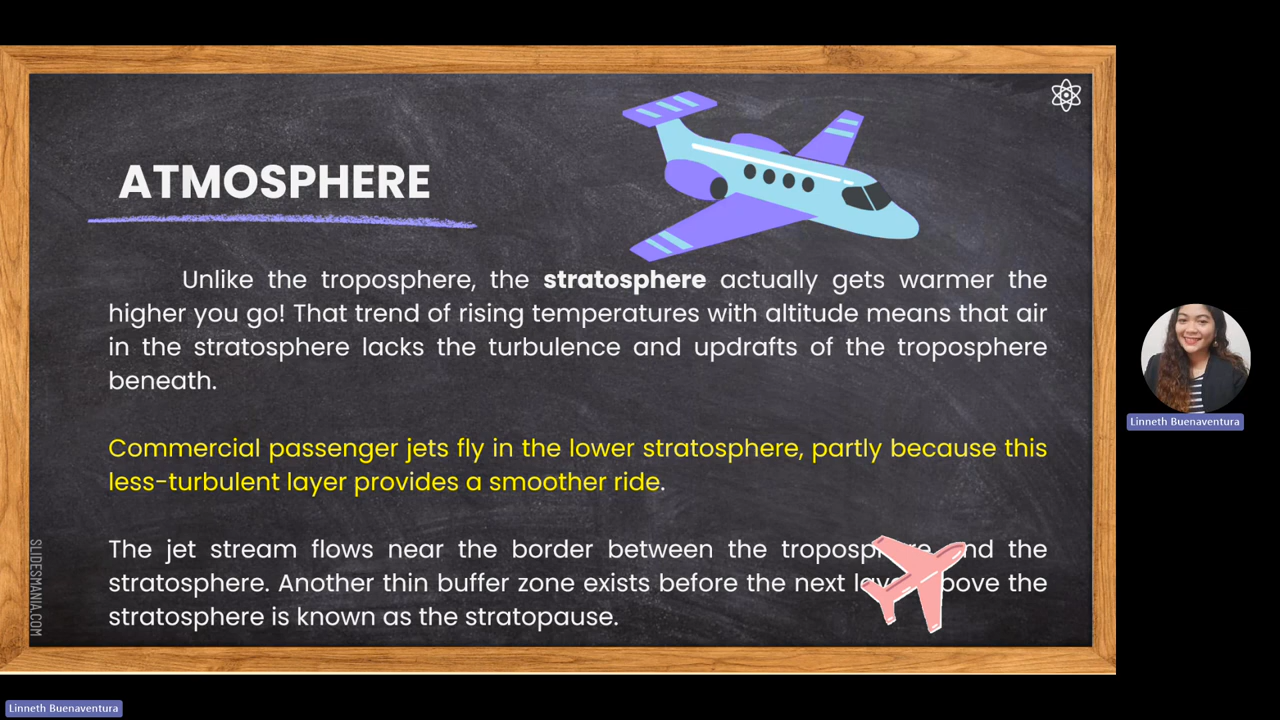 ATMOSPHERE
Unlike the troposphere, the stratosphere actually gets warmer the
higher you go! That trend of rising temperatures with altitude means that air
in the stratosphere lacks the turbulence and updrafts of the troposphere
beneath.
Commercial passenger jets fly in the lower stratosphere, partly because this
less-turbulent layer provides a smoother ride.
The jet stream flows near the border between the and the
stratosphere. Another thin buffer zone exists before the next the
stratosphere is known as the stratopause.
SLIDESMANIA.COM
Linneth Buenaventura
Linneth Buenaventura